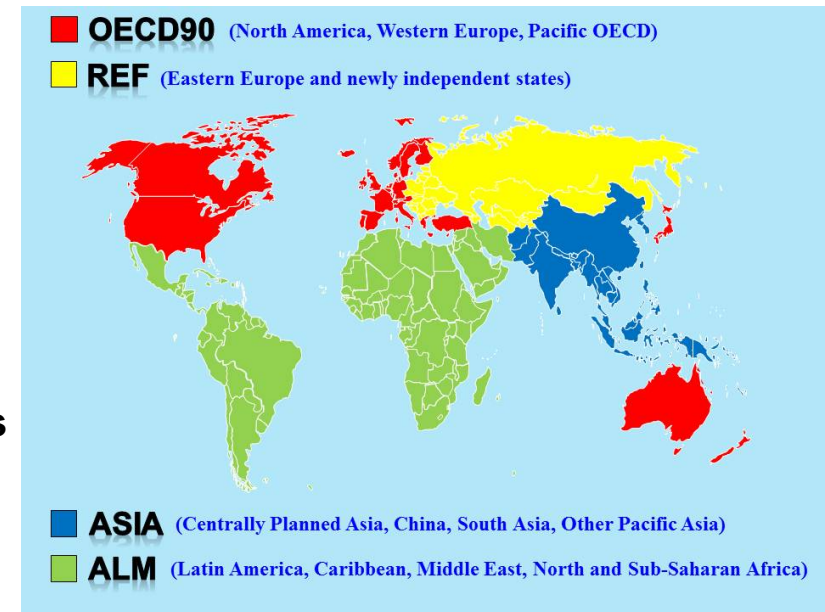 OECD90 (North America, Western Europe, Pacific OECD)
REF (Eastern Europe and newly independent states)
s
ASIA (Centrally Planned Asia, China, South Asia, Other Pacific Asia)
ALM (Latin America, Caribbean, Middle East, North and Sub-Saharan Africa)